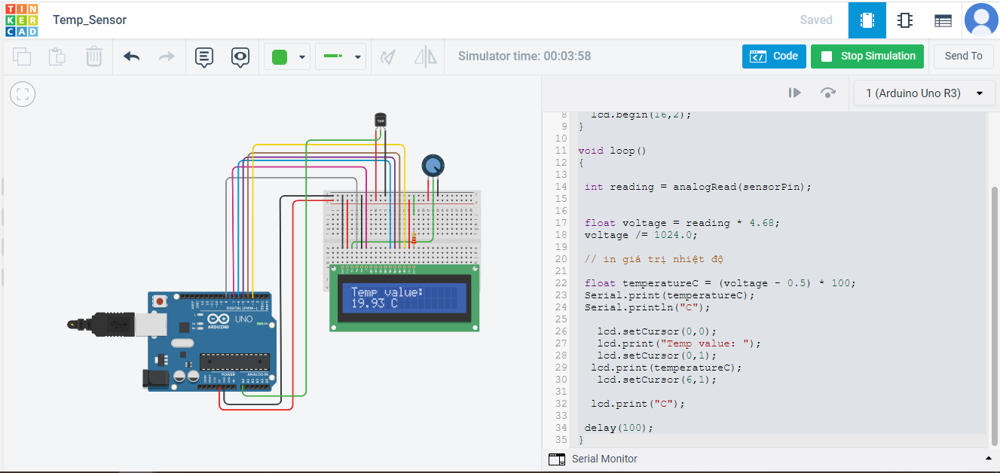 TIN
KER
CAD
Temp_Sensor
Saved
Simulator time: 00:03:58
Code
Stop Simulation
Send To
1 (Arduino Uno R3)
TMP
Temp value:
19.93 C
DIGITAL (PWM~)
UNO
ARDUINO
POWER
ANALOG IN
8 lcd.begin(16,2);
9 }
10
11 void loop()
12 {
13
14 int reading = analogRead(sensorPin);
15
16
17 float voltage = reading * 4.68;
18 voltage /= 1024.0;
19
20 // in giá trị nhiệt độ
21
22 float temperatureC = (voltage - 0.5) * 100;
23 Serial.print(temperatureC);
24 Serial.println("C");
25
26 lcd.setCursor(0,0);
27 lcd.print("Temp value: ");
28 lcd.setCursor(0,1);
29 lcd.print(temperatureC);
30 lcd.setCursor(6,1);
31
32 lcd.print("C");
33
34 delay(100);
35 }
Serial Monitor